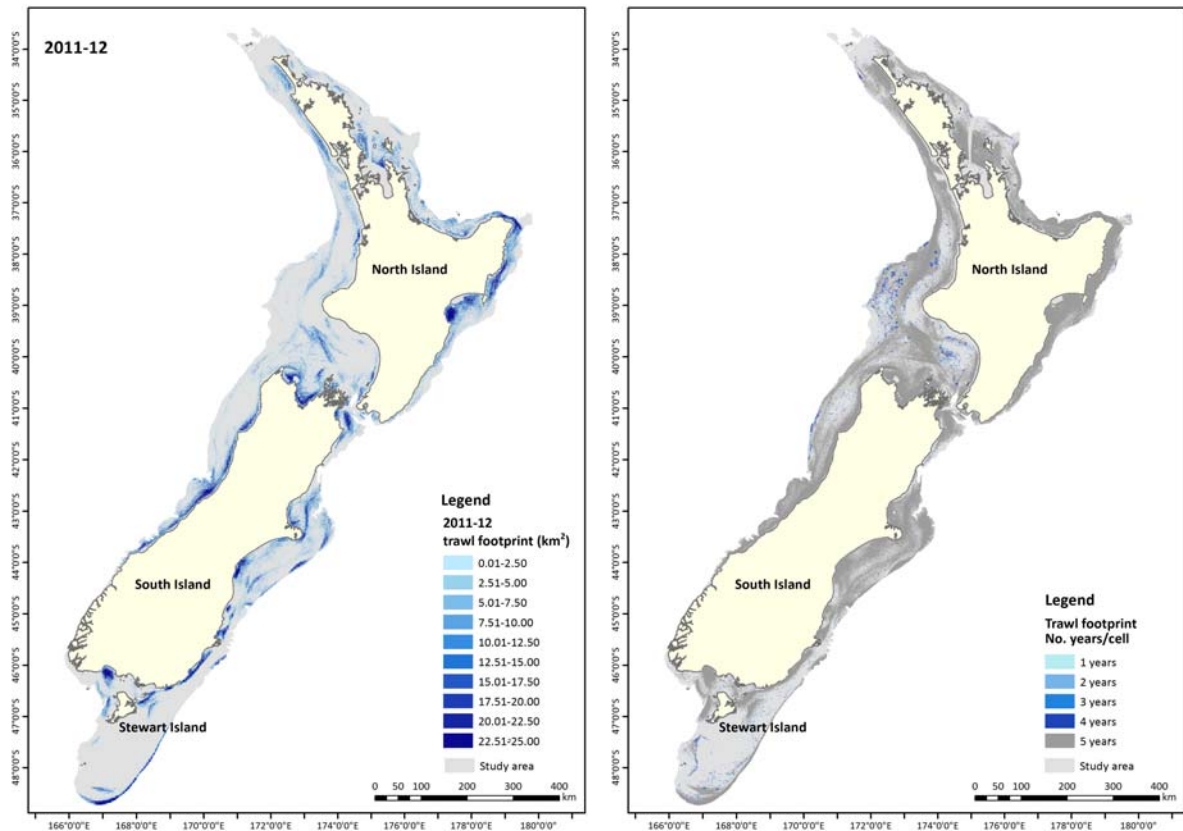 2011-12
34°0'0"S
35°0'0"S
36°0'0"S
37°0'0"S
38°0'0"S
39°0'0"S
40°0'0"S
41°0'0"S
42°0'0"S
43°0'0"S
44°0'0"S
45°0'0"S
46°0'0"S
47°0'0"S
48°0'0"S
North Island
South Island
Stewart Island
Legend
2011-12
trawl footprint (km²)
0.01-2.50
2.51-5.00
5.01-7.50
7.51-10.00
10.01-12.50
12.51-15.00
15.01-17.50
17.51-20.00
20.01-22.50
22.51-25.00
Study area
0 50 100 200 300 400
km
166°0'0"E 168°0'0"E 170°0'0"E 172°0'0"E 174°0'0"E 176°0'0"E 178°0'0"E 180°0'0"
34°0'0"S
35°0'0"S
36°0'0"S
37°0'0"S
38°0'0"S
39°0'0"S
40°0'0"S
41°0'0"S
42°0'0"S
43°0'0"S
44°0'0"S
45°0'0"S
46°0'0"S
47°0'0"S
48°0'0"S
North Island
South Island
Stewart Island
Legend
Trawl footprint
No. years/cell
1 years
2 years
3 years
4 years
5 years
Study area
0 50 100 200 300 400
km
166°0'0"E 168°0'0"E 170°0'0"E 172°0'0"E 174°0'0"E 176°0'0"E 178°0'0"E 180°0'0"